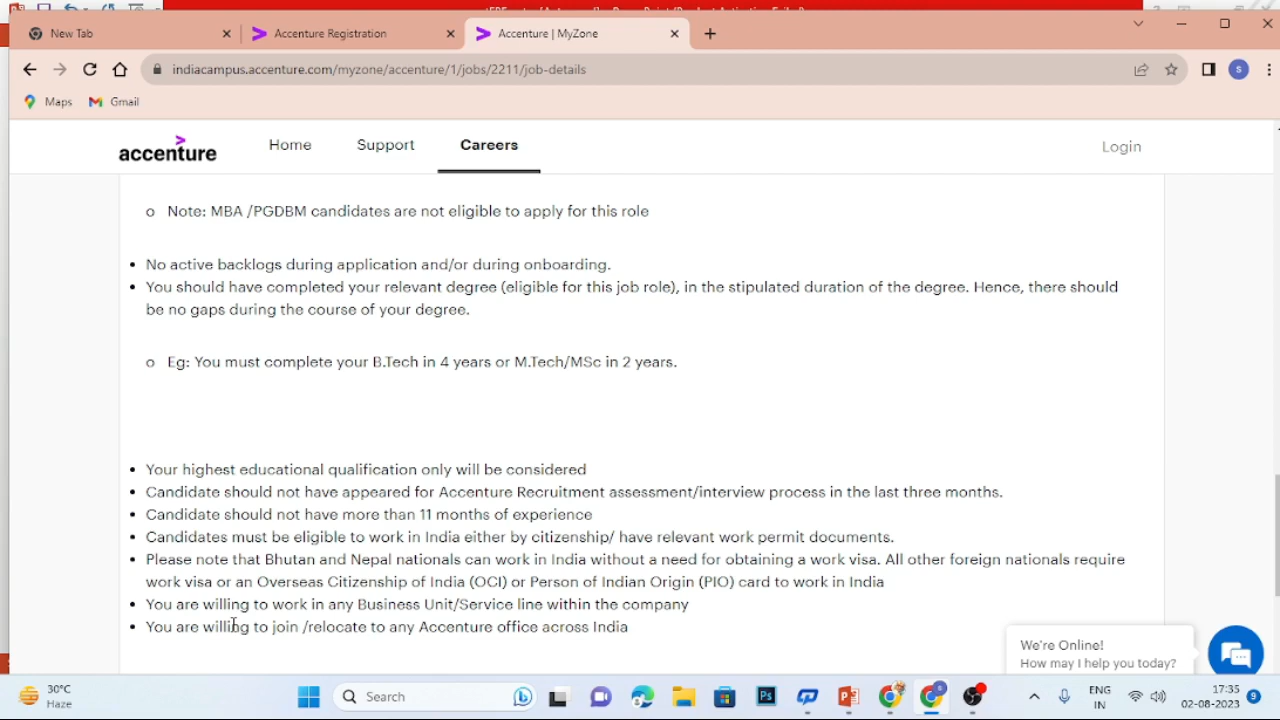 New Tab
Accenture Registration
Accenture | MyZone
indiacampus.accenture.com/myzone/accenture/1/jobs/2211/job-details
S
Maps
Gmail
accenture
Home
Support
Careers
Login
o Note: MBA /PGDBM candidates are not eligible to apply for this role
• No active backlogs during application and/or during onboarding.
• You should have completed your relevant degree (eligible for this job role), in the stipulated duration of the degree. Hence, there should
be no gaps during the course of your degree.
o Eg: You must complete your B.Tech in 4 years or M.Tech/MSc in 2 years.
• Your highest educational qualification only will be considered
• Candidate should not have appeared for Accenture Recruitment assessment/interview process in the last three months.
• Candidate should not have more than 11 months of experience
• Candidates must be eligible to work in India either by citizenship/ have relevant work permit documents.
• Please note that Bhutan and Nepal nationals can work in India without a need for obtaining a work visa. All other foreign nationals require
work visa or an Overseas Citizenship of India (OCI) or Person of Indian Origin (PIO) card to work in India
• You are willing to work in any Business Unit/Service line within the company
• You are willing to join /relocate to any Accenture office across India
We're Online!
How may I help you today?
30°C
Haze
Search
Ps
ENG
IN
17:35
02-08-2023
9